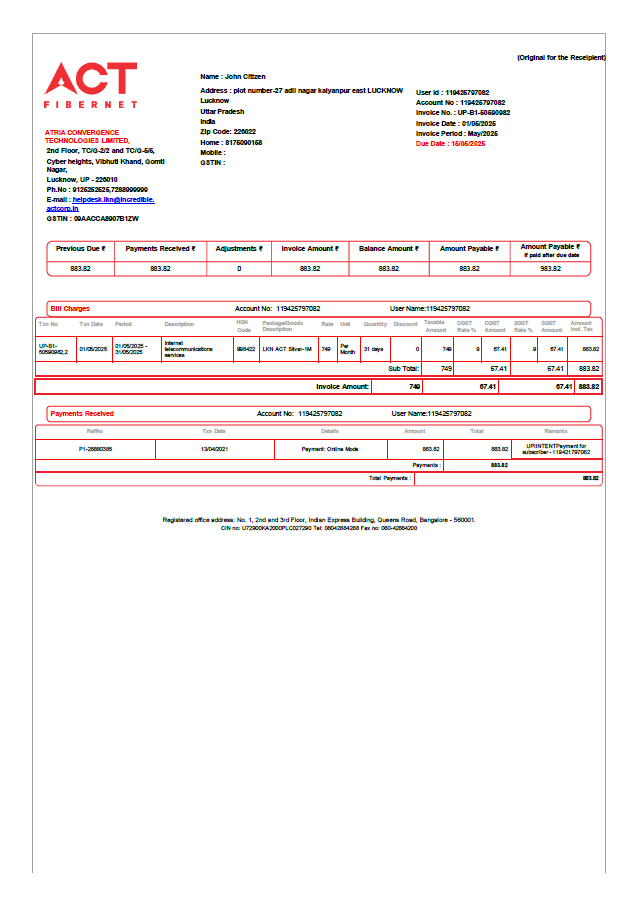 (Original for the Receipient)
ACT
FIBERNET
Name : John Citizen
Address : plot number-27 adil nagar kalyanpur east LUCKNOW
Lucknow
Uttar Pradesh
India
Zip Code: 226022
Home : 8175090158
Mobile :
GSTIN :
User Id : 119425797082
Account No : 119425797082
Invoice No. : UP-B1-50590982
Invoice Date : 01/05/2025
Invoice Period : May/2025
Due Date : 15/05/2025
ATRIA CONVERGENCE
TECHNOLOGIES LIMITED,
2nd Floor, TC/G-2/2 and TC/G-5/5,
Cyber heights, Vibhuti Khand, Gomti
Nagar,
Lucknow, UP - 226010
Ph.No : 9125252525,7288999999
E-mail : helpdesk.lkn@incredible.
actcorp.in
GSTIN : 09AACCA8907B1ZW
Previous Due ₹ Payments Received ₹ Adjustments ₹ Invoice Amount ₹ Balance Amount ₹ Amount Payable ₹ Amount Payable ₹
If paid after due date
883.82 883.82 0 883.82 883.82 883.82 983.82
Bill Charges Account No: 119425797082 User Name:119425797082
Txn No Txn Date Period Description HSN Code Package/Goods Description Rate Unit Quantity Discount Taxable Amount CGST Rate % CGST Amount SGST Rate % SGST Amount Amount Incl. Tax
UP-B1-50590982,2 01/05/2025 01/05/2025 - 31/05/2025 Internet telecommunications services 998422 LKN ACT Silver-1M 749 Per Month 31 days 0 749 9 67.41 9 67.41 883.82
Sub Total: 749 67.41 67.41 883.82
Invoice Amount: 749 67.41 67.41 883.82
Payments Received Account No: 119425797082 User Name:119425797082
RefNo Txn Date Details Amount Total Remarks
P1-28860385 13/04/2021 Payment: Online Mode 883.82 883.82 UPIINTENTPayment for subscriber - 119421797082
Payments : 883.82
Total Payments : 883.82
Registered office address: No. 1, 2nd and 3rd Floor, Indian Express Building, Queens Road, Bangalore - 560001.
CIN no: U72900KA2000PLC027290 Tel: 08042884288 Fax no: 080-42884200